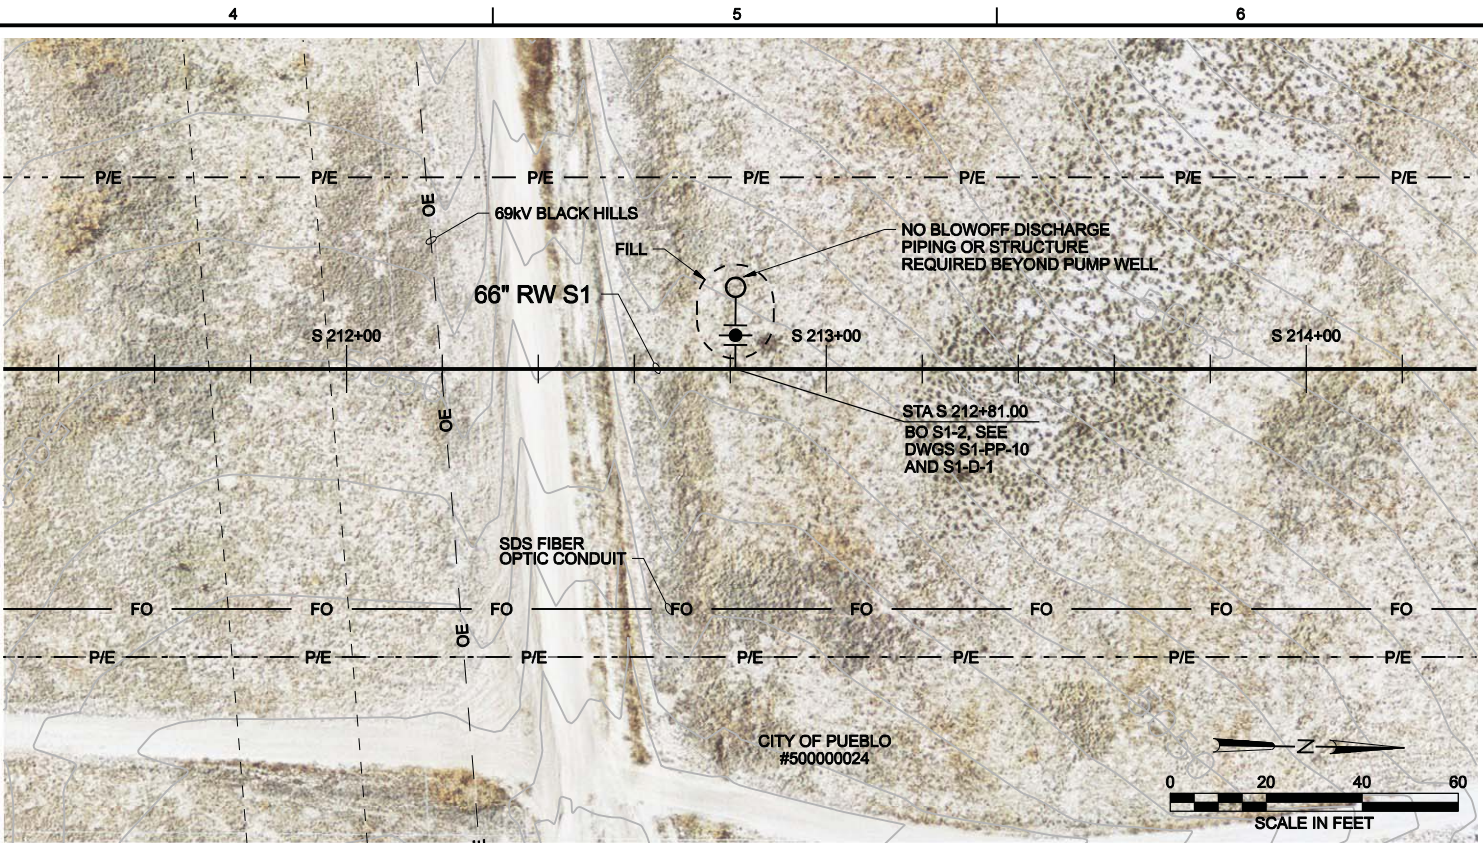 4 5 6
P/E P/E P/E P/E P/E P/E P/E
OE
69kV BLACK HILLS
FILL
NO BLOWOFF DISCHARGE
PIPING OR STRUCTURE
REQUIRED BEYOND PUMP WELL
66" RW S1
S 212+00 S 213+00 S 214+00
OE
STA S 212+81.00
BO S1-2, SEE
DWGS S1-PP-10
AND S1-D-1
SDS FIBER
OPTIC CONDUIT
FO FO FO FO FO FO FO FO
OE
P/E P/E P/E P/E P/E P/E P/E
CITY OF PUEBLO
#500000024
N
0 20 40 60
SCALE IN FEET